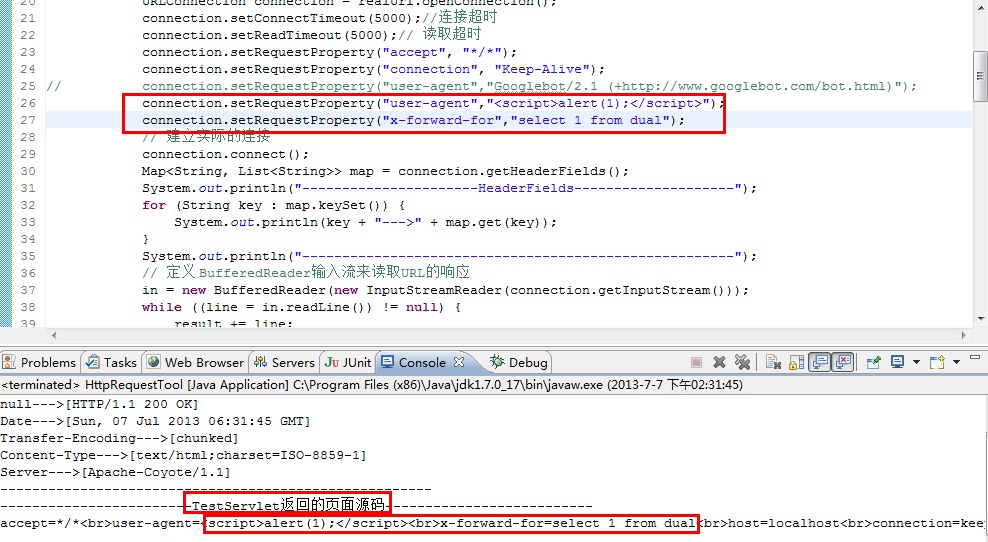 20 URLConnection connection = realUrl.openConnection();
21 connection.setConnectTimeout(5000);//连接超时
22 connection.setReadTimeout(5000);// 读取超时
23 connection.setRequestProperty("accept", "*/*");
24 connection.setRequestProperty("connection", "Keep-Alive");
25 // connection.setRequestProperty("user-agent","Googlebot/2.1 (+http://www.googlebot.com/bot.html)");
26 connection.setRequestProperty("user-agent","<script>alert(1);</script>");
27 connection.setRequestProperty("x-forward-for","select 1 from dual");
28 // 建立实际的连接
29 connection.connect();
30 Map<String, List<String>> map = connection.getHeaderFields();
31 System.out.println("----------------------HeaderFields--------------------");
32 for (String key : map.keySet()) {
33 System.out.println(key + "--->" + map.get(key));
34 }
35 System.out.println("------------------------------------------------------");
36 // 定义 BufferedReader输入流来读取URL的响应
37 in = new BufferedReader(new InputStreamReader(connection.getInputStream()));
38 while ((line = in.readLine()) != null) {
39 result += line;
Problems Tasks Web Browser Servers JUnit Console Debug
<terminated> HttpRequestTool [Java Application] C:\Program Files (x86)\Java\jdk1.7.0_17\bin\javaw.exe (2013-7-7 下午02:31:45)
null--->[HTTP/1.1 200 OK]
Date--->[Sun, 07 Jul 2013 06:31:45 GMT]
Transfer-Encoding--->[chunked]
Content-Type--->[text/html;charset=ISO-8859-1]
Server--->[Apache-Coyote/1.1]
------------------------------------------------------
------------------------TestServlet返回的页面源码-----------------------------
accept=*/*<br>user-agent=<script>alert(1);</script><br>x-forward-for=select 1 from dual<br>host=localhost<br>connection=keep